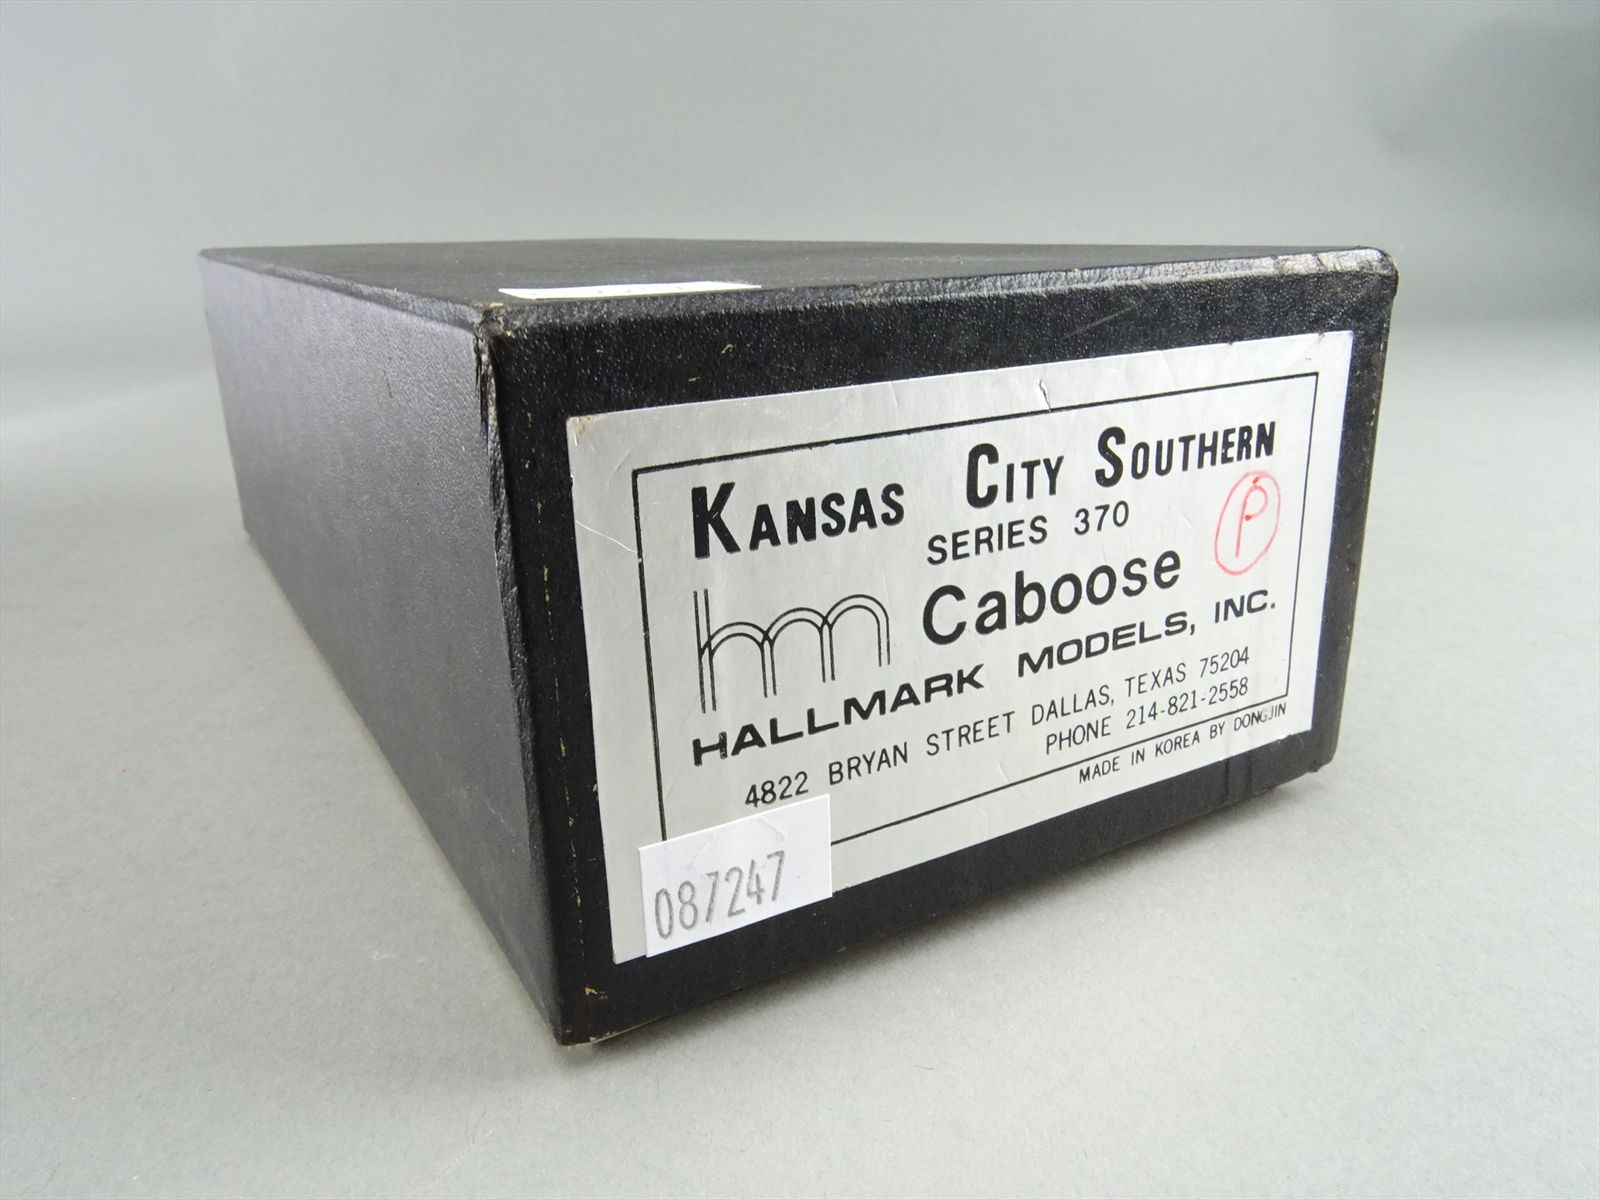 KANSAS CITY SOUTHERN
SERIES 370
P
Caboose
hm
HALLMARK MODELS, INC.
4822 BRYAN STREET DALLAS, TEXAS 75204
PHONE 214-821-2558
MADE IN KOREA BY DONGJIN
087247